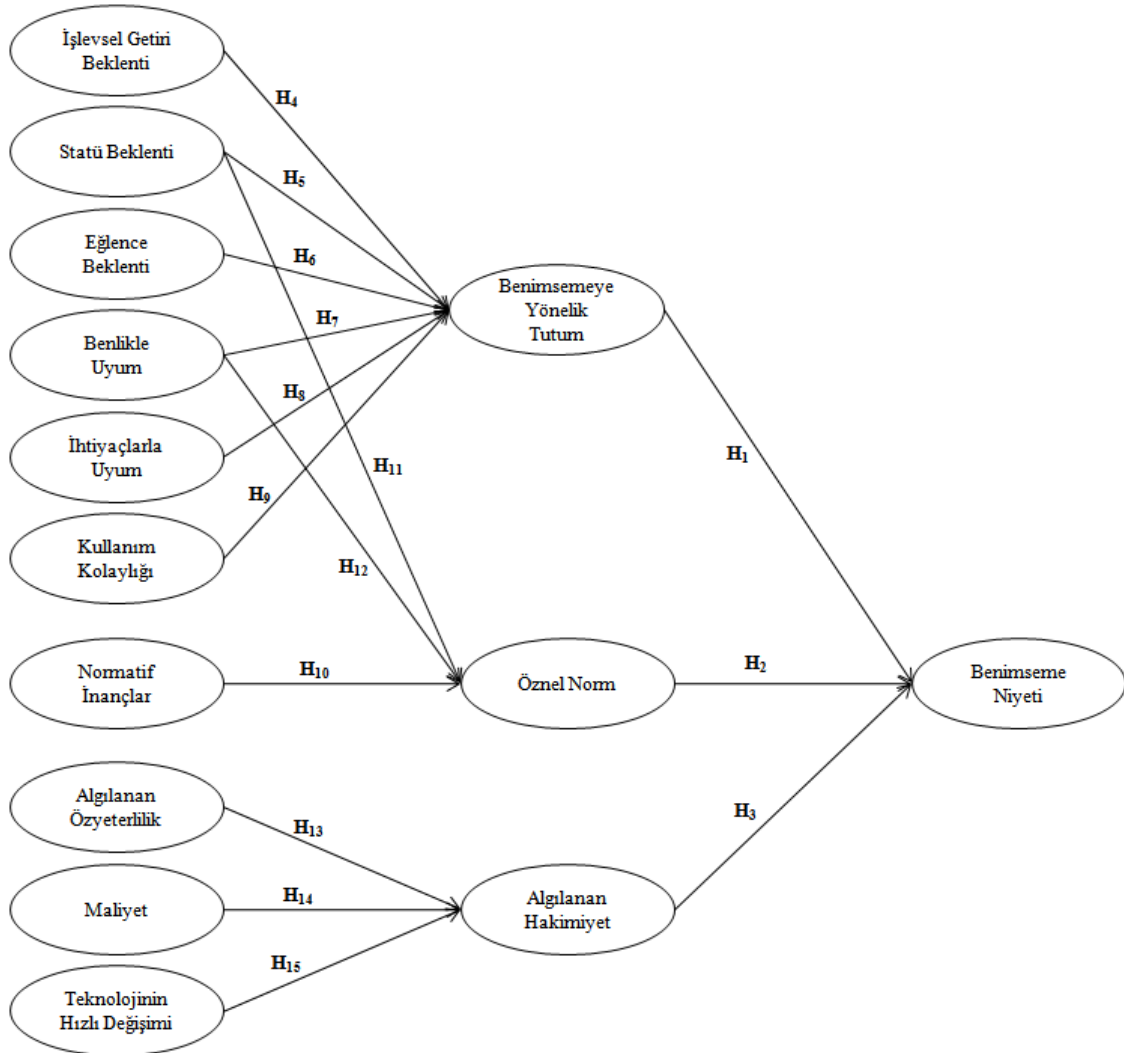 İşlevsel Getiri
Beklenti
H4
Statü Beklenti
H5
Eğlence
Beklenti
H6
Benimsemeye
Yönelik
Tutum
Benlikle
Uyum
H7
İhtiyaçlarla
Uyum
H8
H11
H1
Kullanım
Kolaylığı
H9
H12
Normatif
İnançlar
H10
Öznel Norm
H2
Benimseme
Niyeti
Algılanan
Özyeterlilik
H13
H3
Maliyet
H14
Algılanan
Hakimiyet
H15
Teknolojinin
Hızlı Değişimi